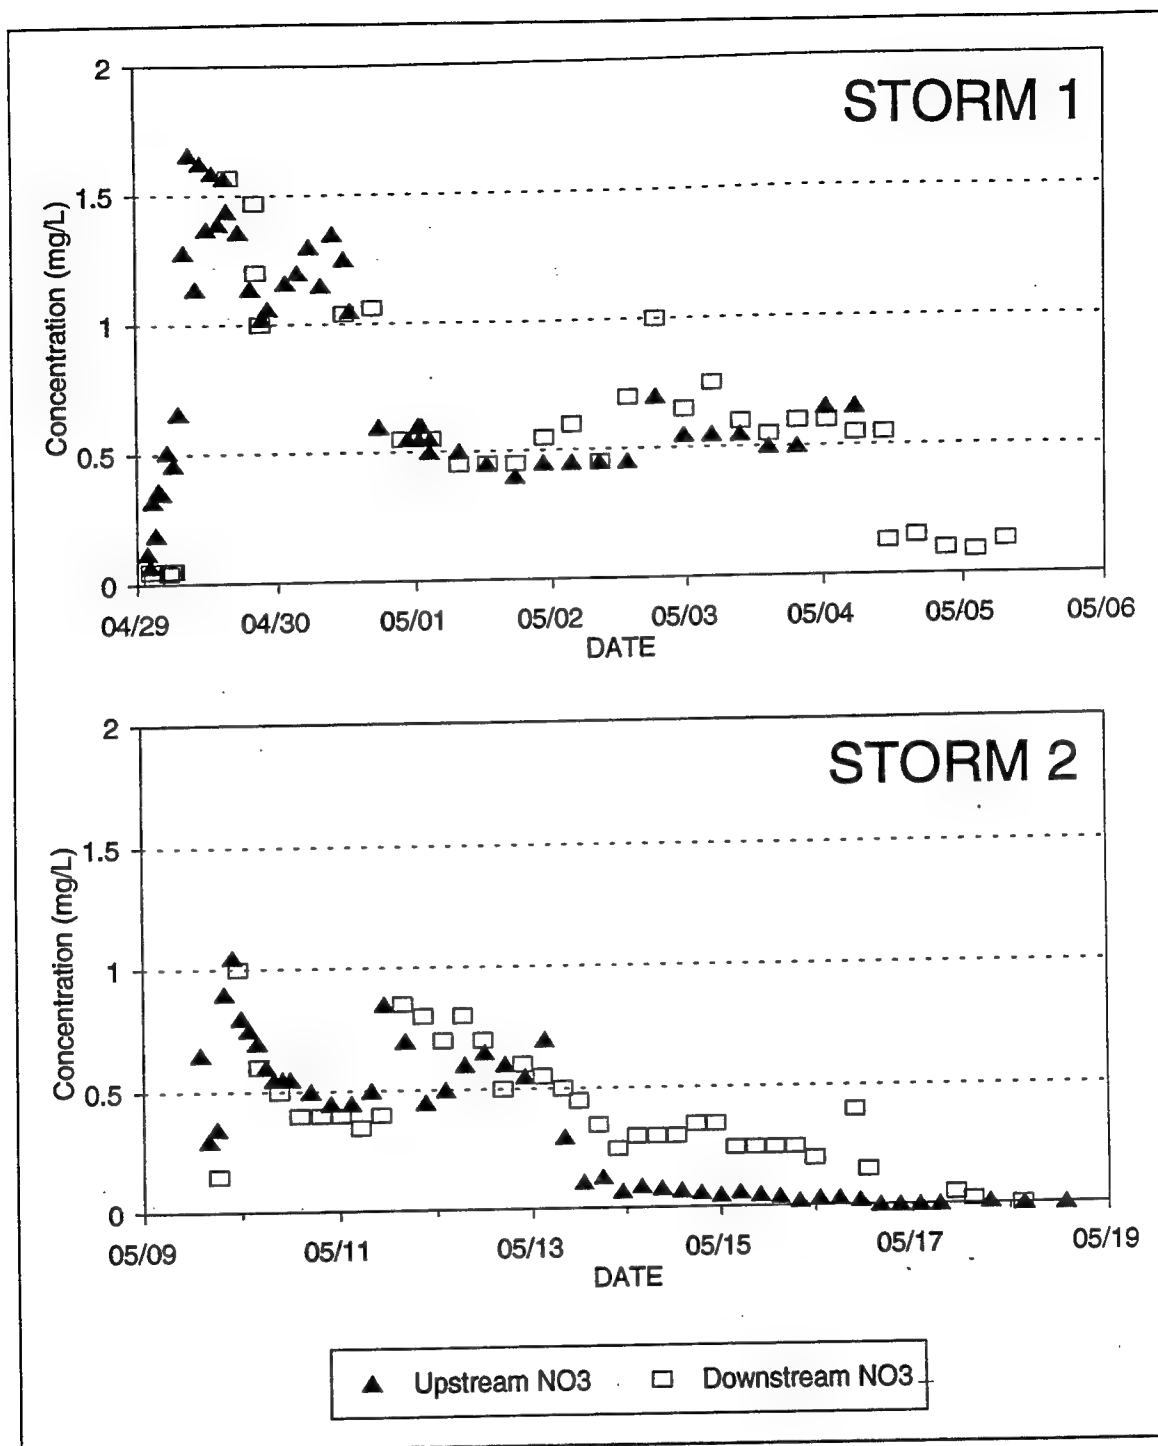 STORM 1
2
1.5
1
0.5
0
Concentration (mg/L)
04/29 04/30 05/01 05/02 05/03 05/04 05/05 05/06
DATE
STORM 2
2
1.5
1
0.5
0
Concentration (mg/L)
05/09 05/11 05/13 05/15 05/17 05/19
DATE
Upstream NO3 Downstream NO3